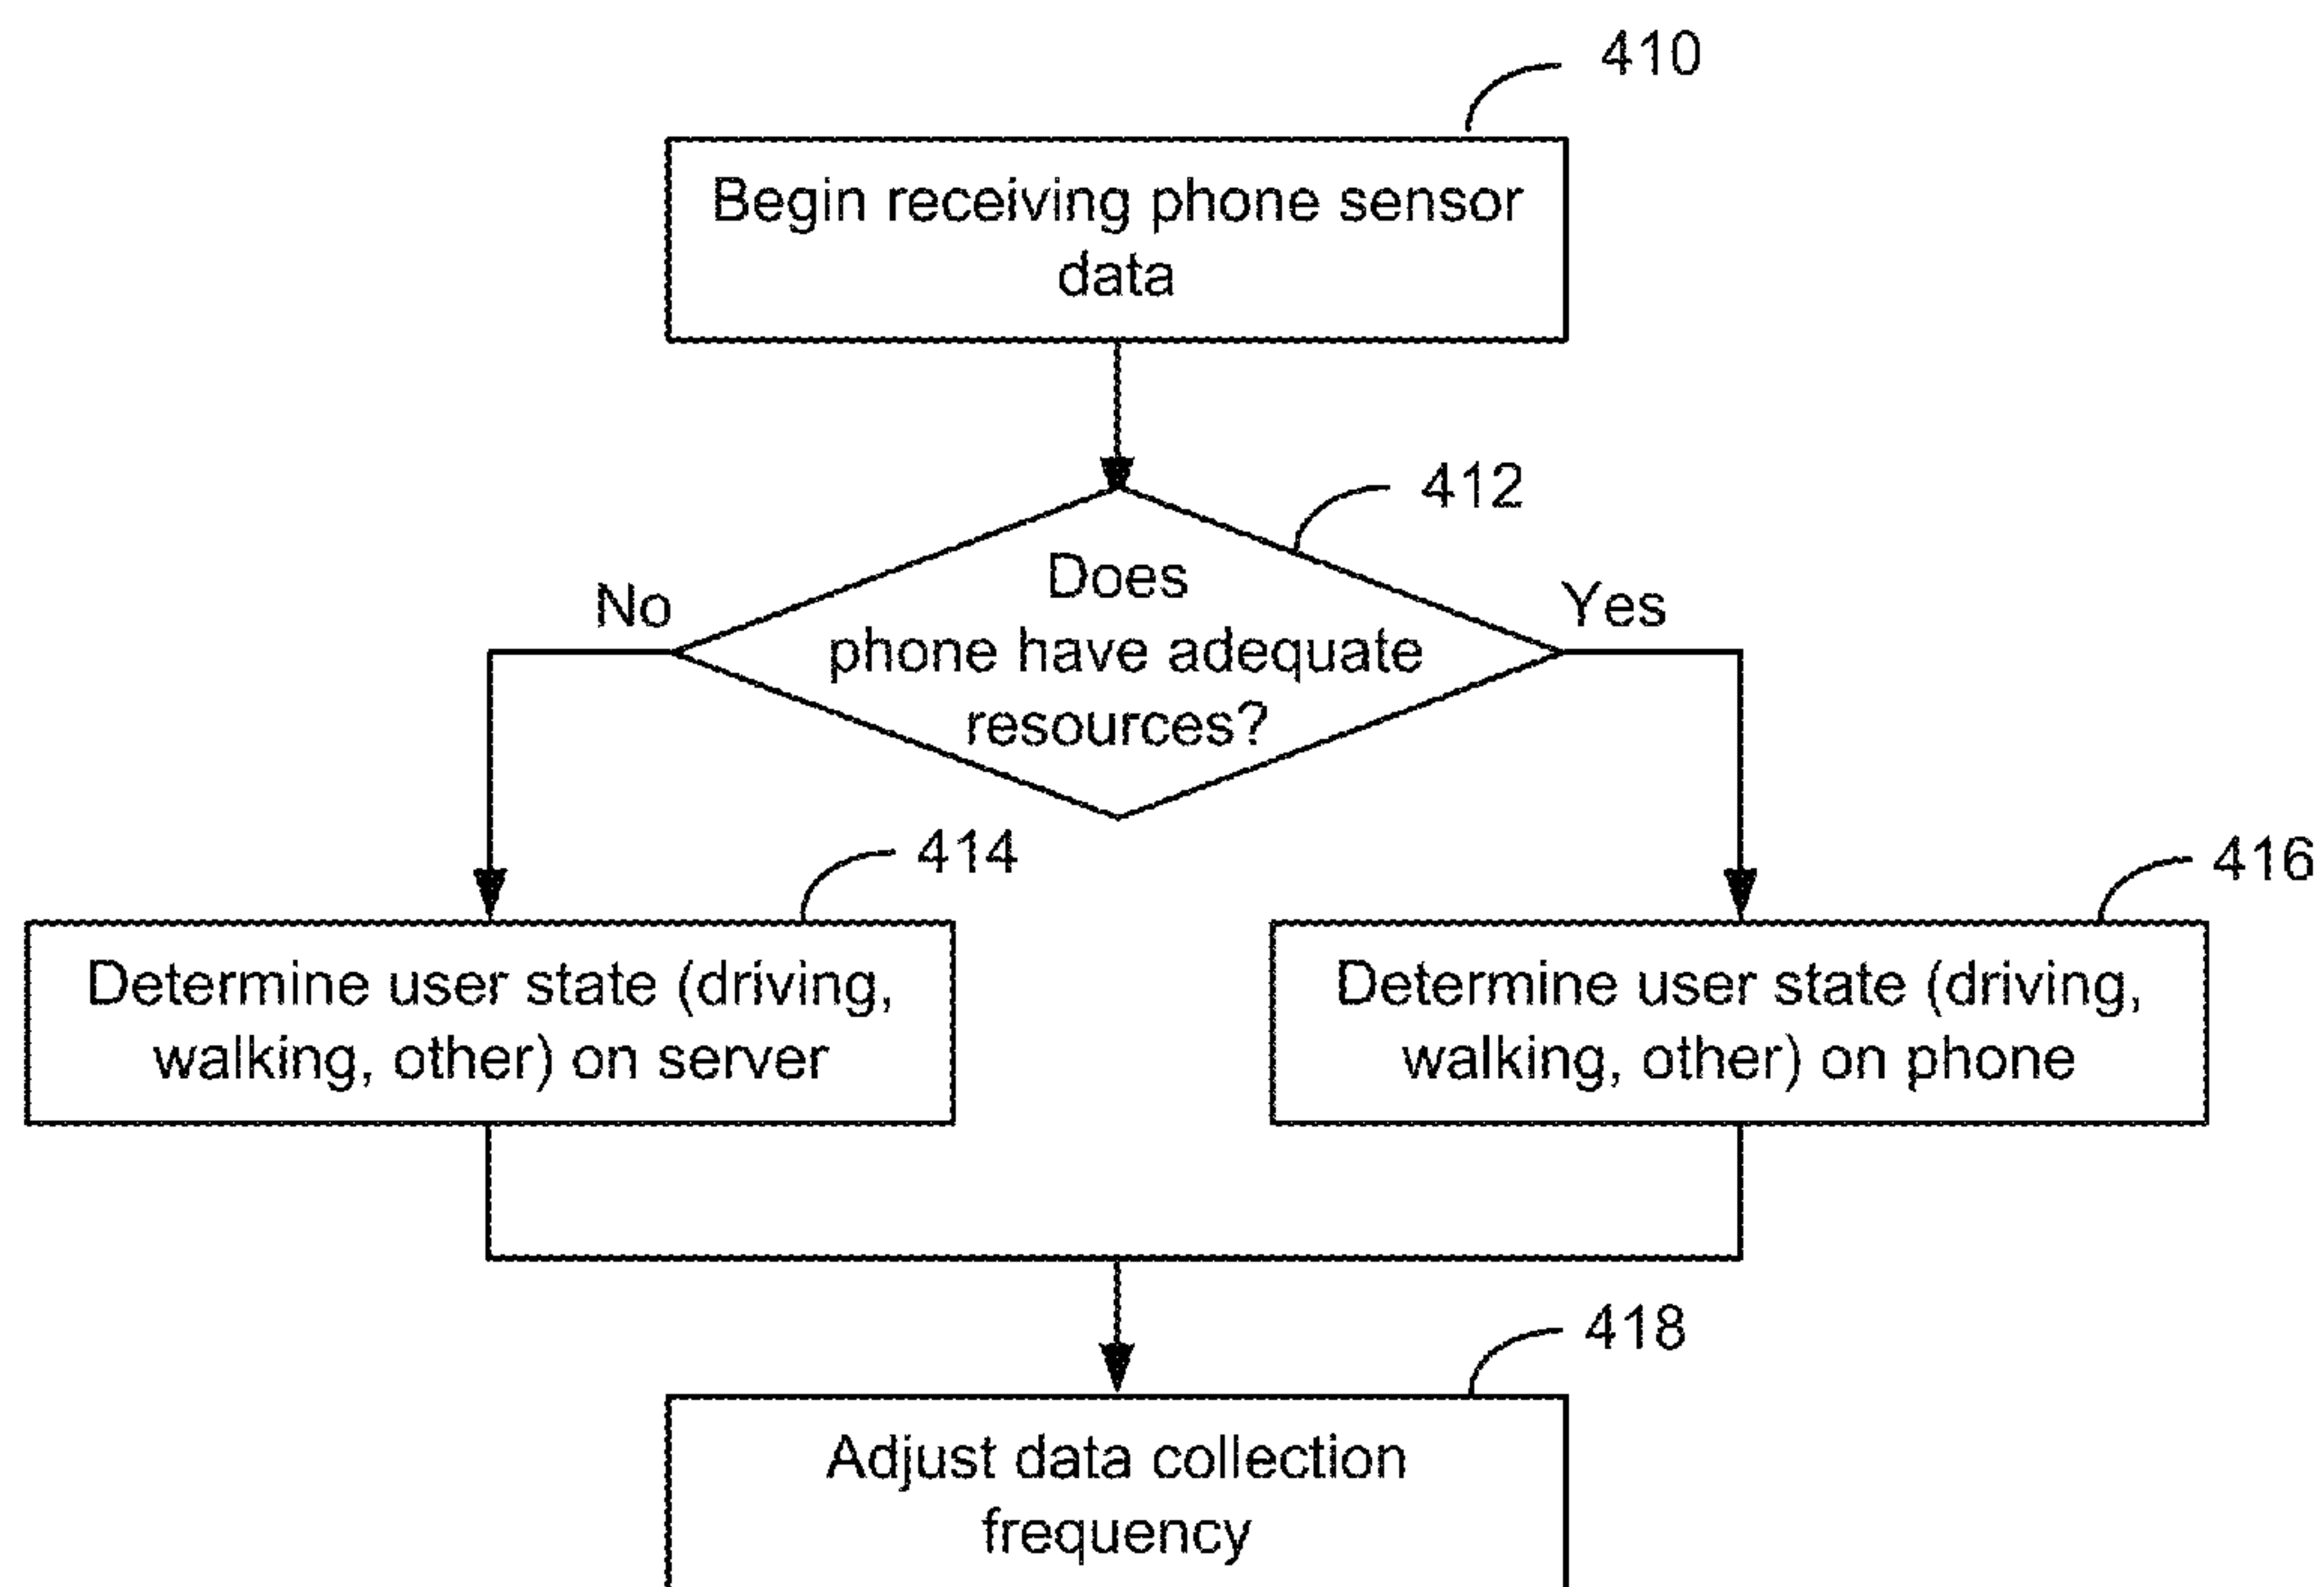 410
Begin receiving phone sensor
data
412
Does
phone have adequate
resources?
No
Yes
414
Determine user state (driving,
walking, other) on server
416
Determine user state (driving,
walking, other) on phone
418
Adjust data collection
frequency